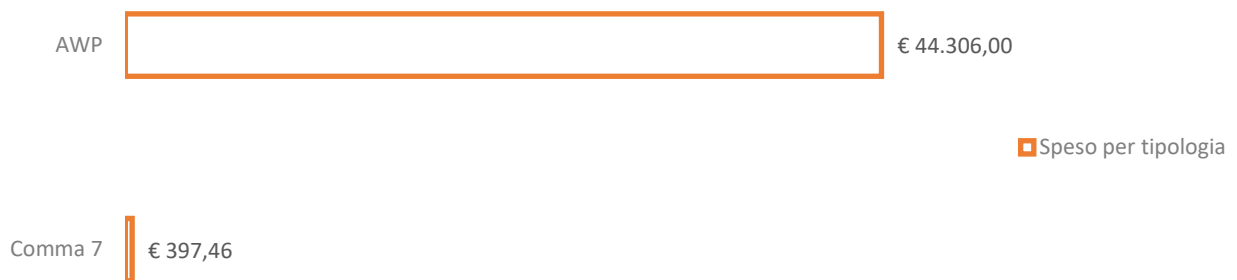 AWP
€ 44.306,00
Speso per tipologia
Comma 7
€ 397,46